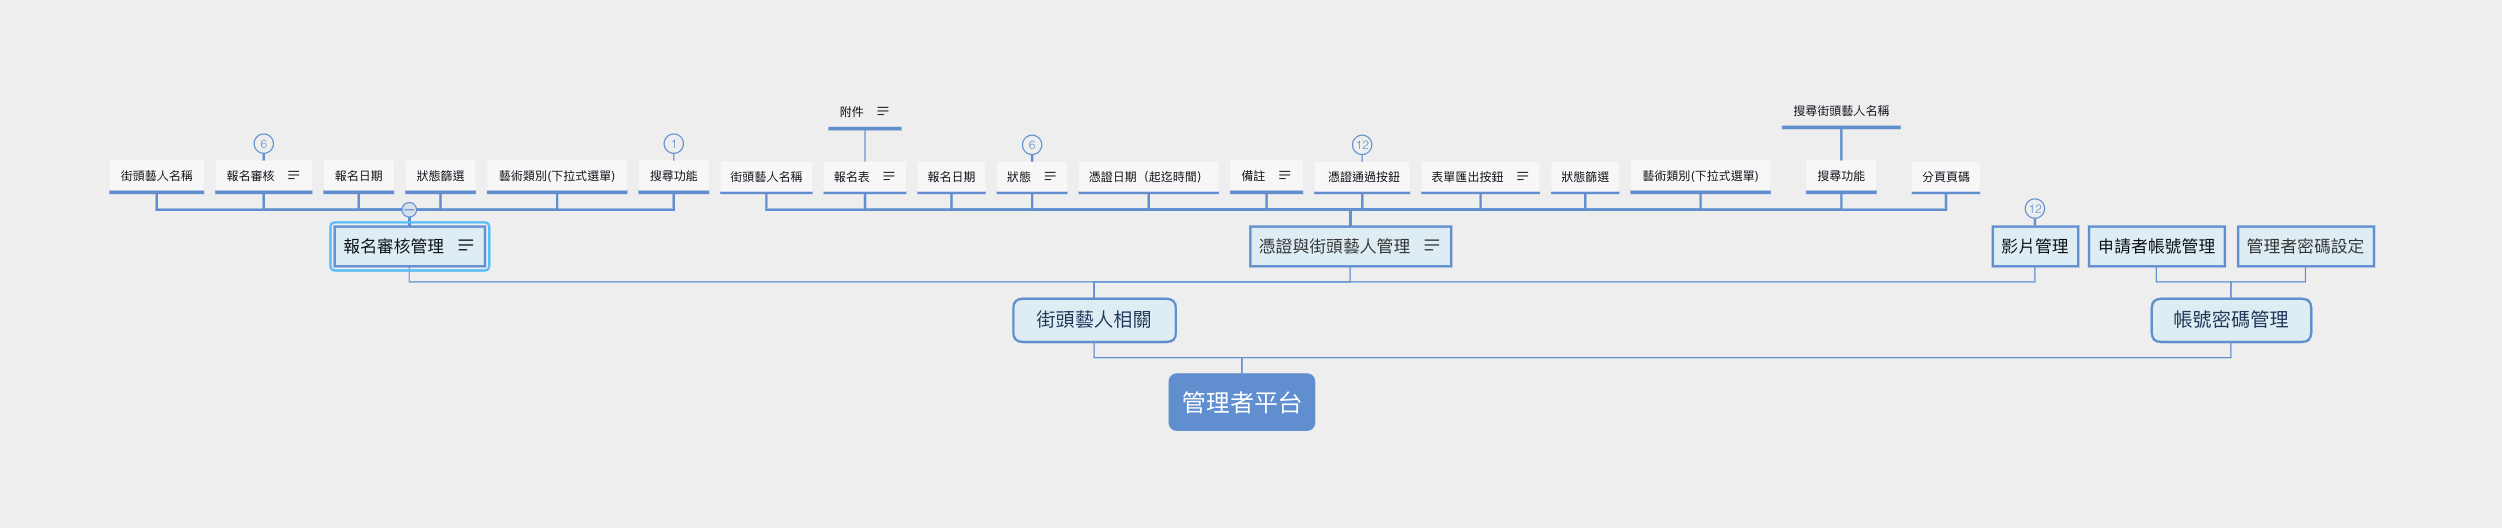 附件
搜尋街頭藝人名稱
6
1
6
12
街頭藝人名稱
報名審核
報名日期
狀態篩選
藝術類別(下拉式選單)
搜尋功能
街頭藝人名稱
報名表
報名日期
狀態
憑證日期（起迄時間）
備註
憑證通過按鈕
表單匯出按鈕
狀態篩選
藝術類別(下拉式選單)
搜尋功能
分頁頁碼
12
報名審核管理
憑證與街頭藝人管理
影片管理
申請者帳號管理
管理者密碼設定
街頭藝人相關
帳號密碼管理
管理者平台